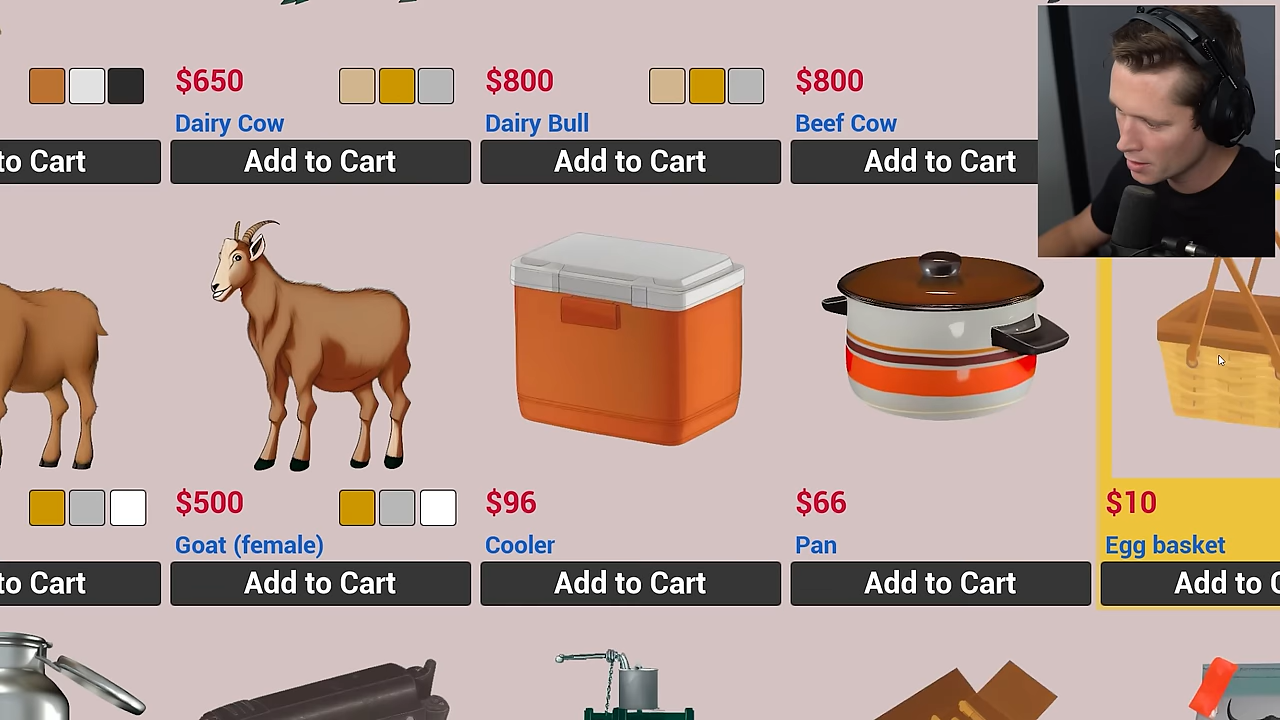 $650
$800
$800
Dairy Cow
Dairy Bull
Beef Cow
to Cart
Add to Cart
Add to Cart
Add to Cart
$500
$96
$66
$10
Goat (female)
Cooler
Pan
Egg basket
to Cart
Add to Cart
Add to Cart
Add to Cart
Add to